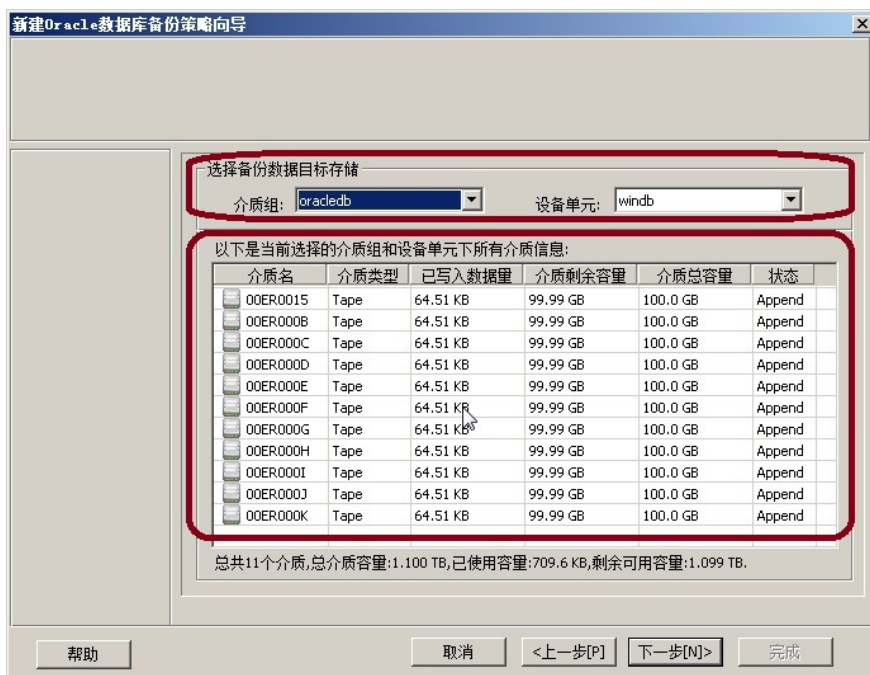 新建Oracle数据库备份策略向导
选择备份数据目标存储
介质组: oracledb 设备单元: windb
以下是当前选择的介质组和设备单元下所有介质信息:
介质名 介质类型 已写入数据量 介质剩余容量 介质总容量 状态
00ER0015 Tape 64.51 KB 99.99 GB 100.0 GB Append
00ER000B Tape 64.51 KB 99.99 GB 100.0 GB Append
00ER000C Tape 64.51 KB 99.99 GB 100.0 GB Append
00ER000D Tape 64.51 KB 99.99 GB 100.0 GB Append
00ER000E Tape 64.51 KB 99.99 GB 100.0 GB Append
00ER000F Tape 64.51 KB 99.99 GB 100.0 GB Append
00ER000G Tape 64.51 KB 99.99 GB 100.0 GB Append
00ER000H Tape 64.51 KB 99.99 GB 100.0 GB Append
00ER000I Tape 64.51 KB 99.99 GB 100.0 GB Append
00ER000J Tape 64.51 KB 99.99 GB 100.0 GB Append
00ER000K Tape 64.51 KB 99.99 GB 100.0 GB Append
总共11个介质,总介质容量:1.100 TB,已使用容量:709.6 KB,剩余可用容量:1.099 TB.
帮助 取消 <上一步[P] 下一步[N]> 完成